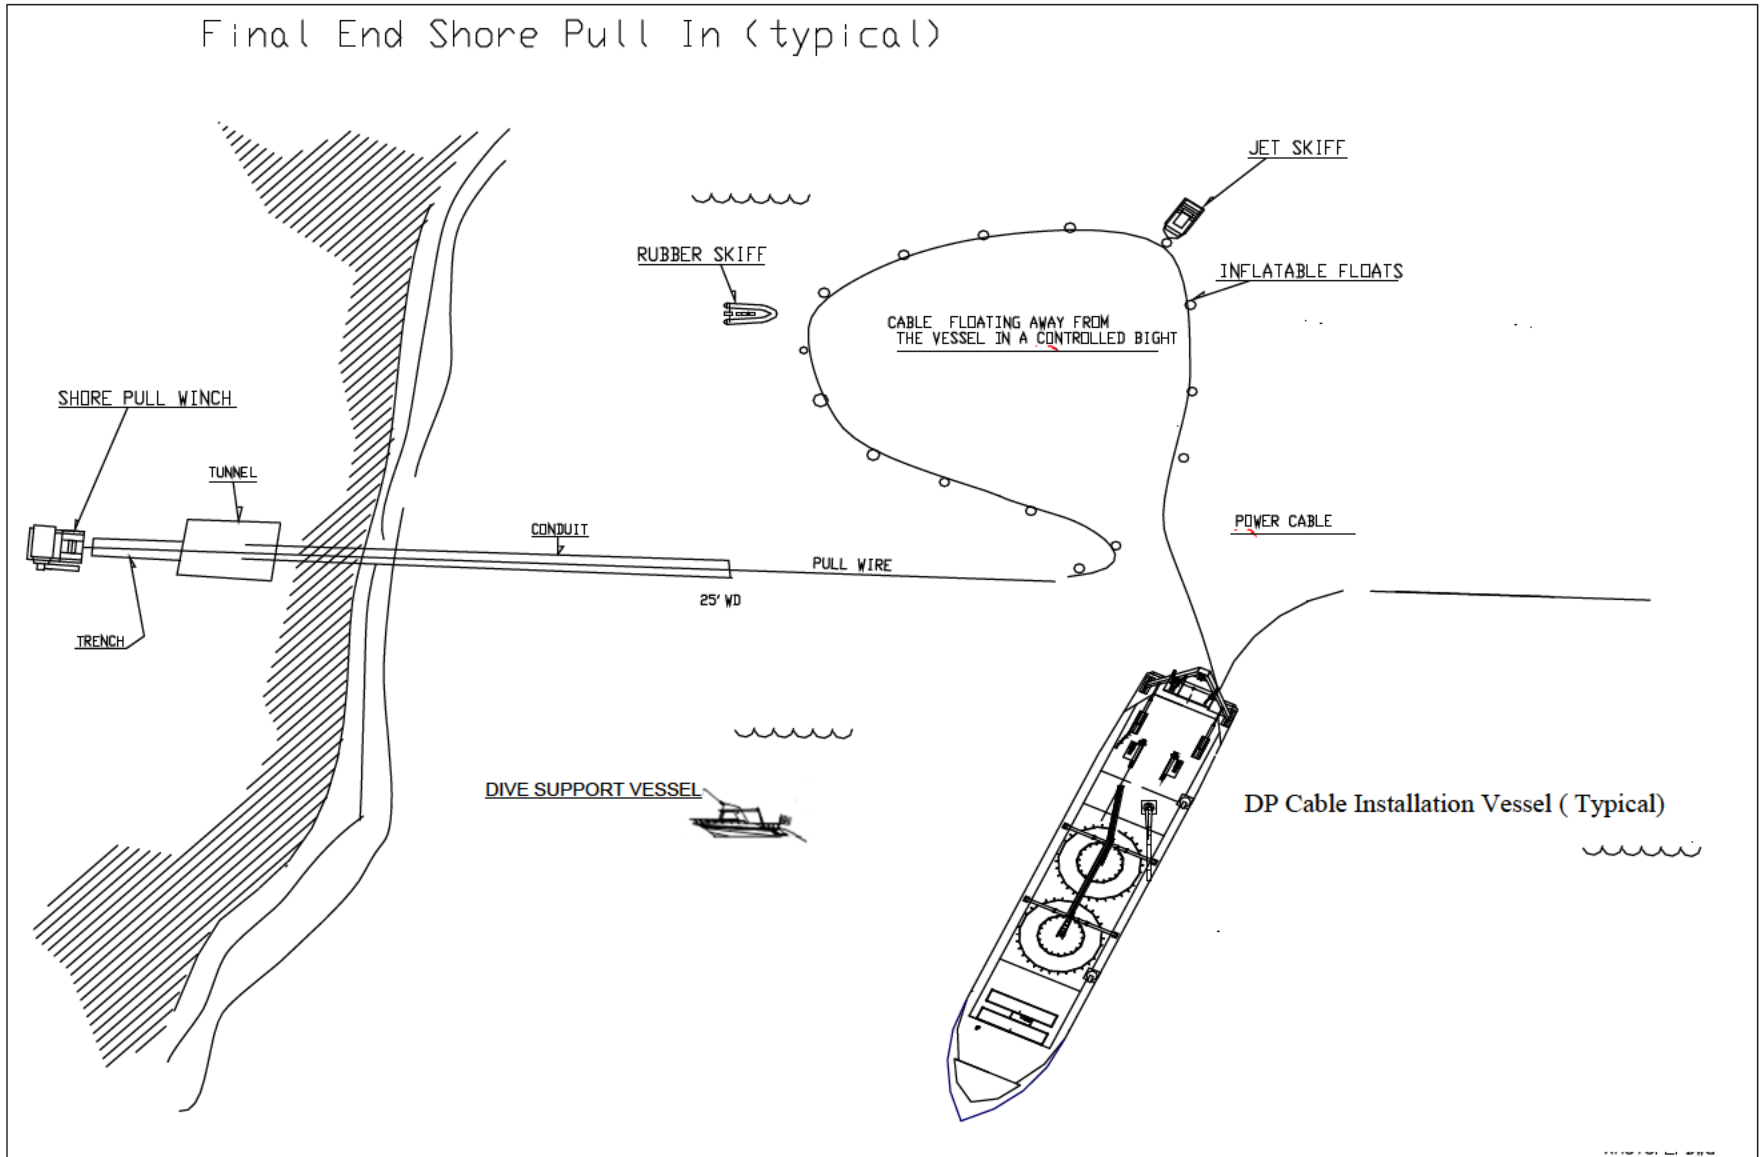 Final End Shore Pull In (typical)
JET SKIFF
RUBBER SKIFF
INFLATABLE FLOATS
CABLE FLOATING AWAY FROM
THE VESSEL IN A CONTROLLED BIGHT
SHORE PULL WINCH
TUNNEL
CONDUIT
POWER CABLE
PULL WIRE
25' WD
TRENCH
DIVE SUPPORT VESSEL
DP Cable Installation Vessel ( Typical)